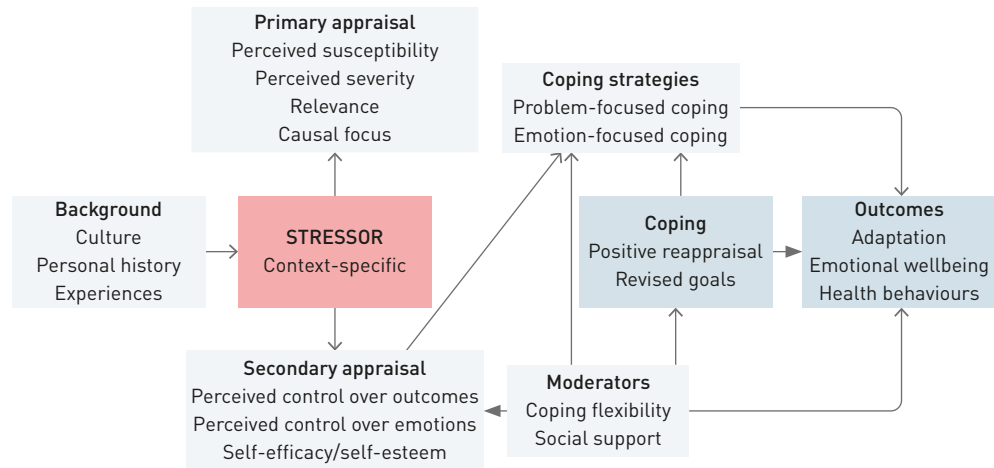 Primary appraisal
Perceived susceptibility
Perceived severity
Relevance
Causal focus
Coping strategies
Problem-focused coping
Emotion-focused coping
Background
Culture
Personal history
Experiences
STRESSOR
Context-specific
Coping
Positive reappraisal
Revised goals
Outcomes
Adaptation
Emotional wellbeing
Health behaviours
Secondary appraisal
Perceived control over outcomes
Perceived control over emotions
Self-efficacy/self-esteem
Moderators
Coping flexibility
Social support